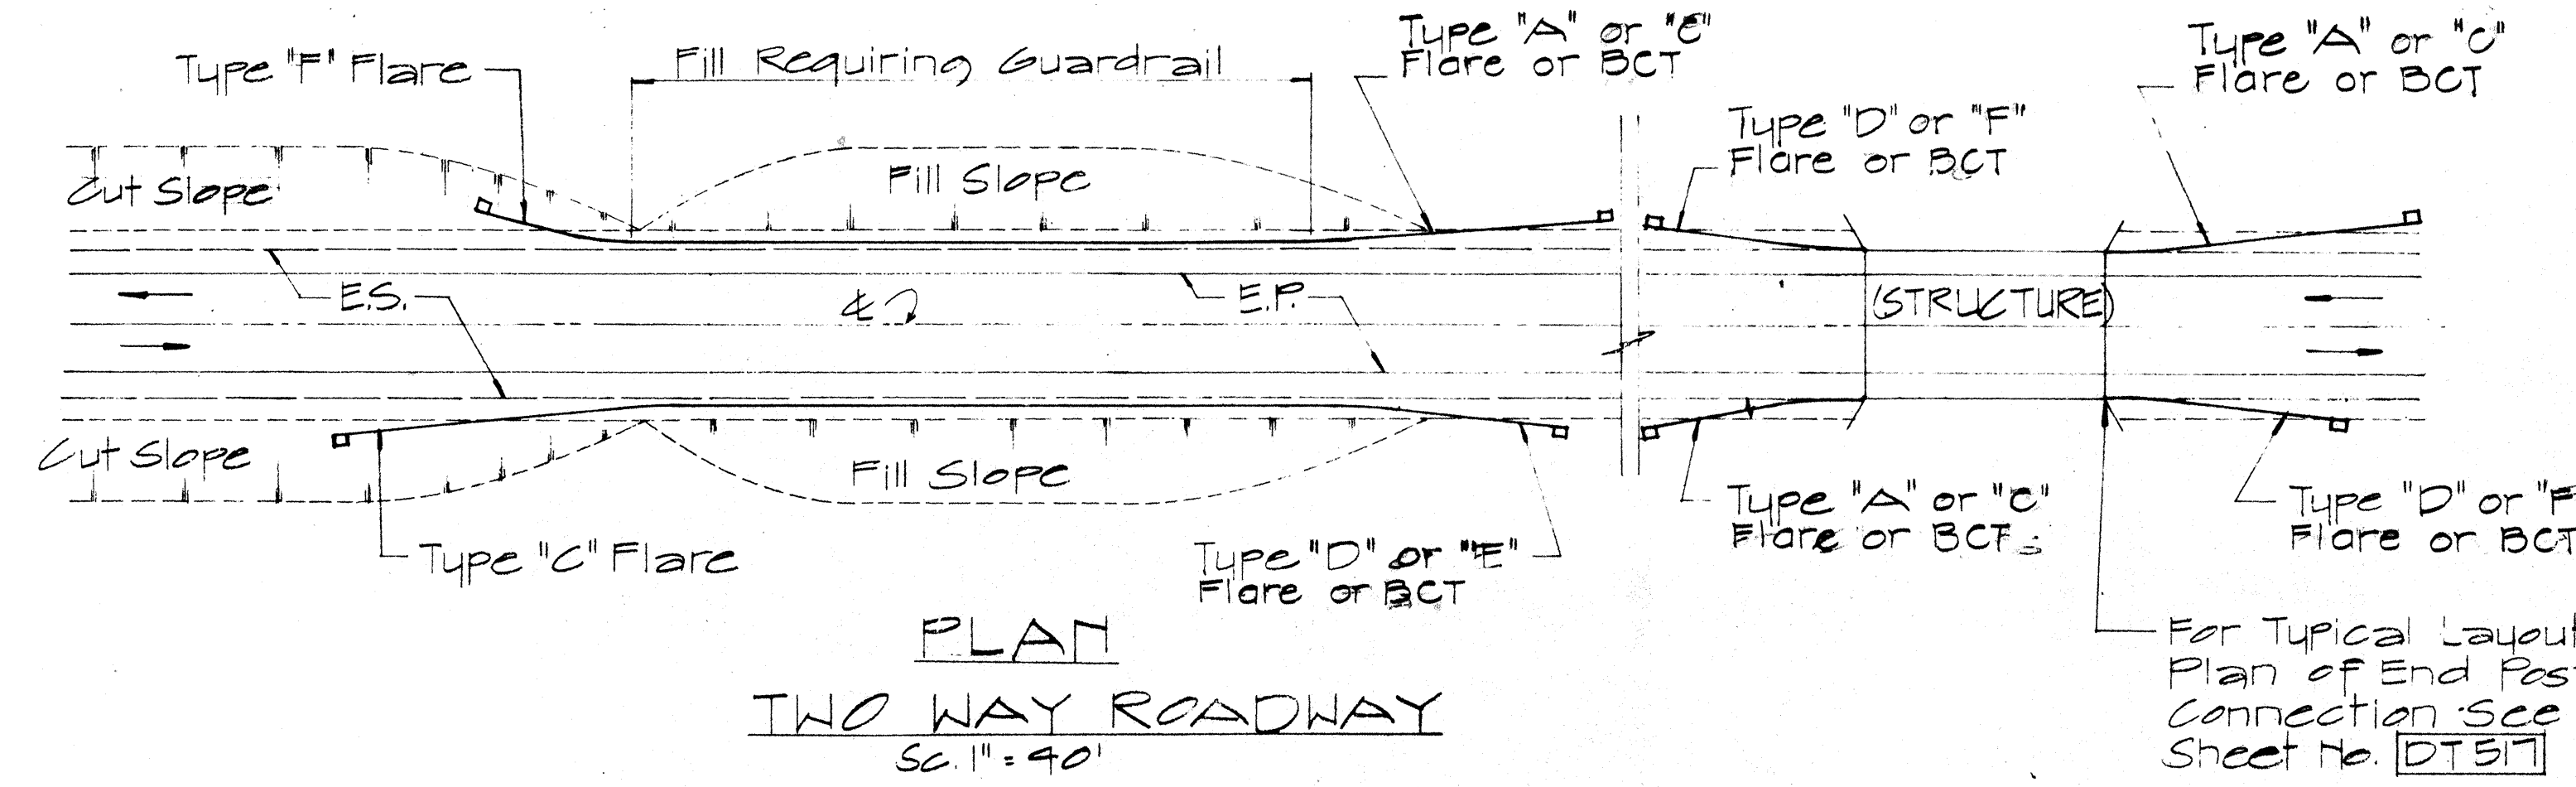 Type "F" Flare
Fill Requiring Guardrail
Type "A" or "C"
Flare or BCT
Type "A" or "C"
Flare or BCT
Type "D" or "F"
Flare or BCT
Cut Slope
Fill Slope
E.S.
℄
E.P.
(STRUCTURE)
Cut Slope
Fill Slope
Type "C" Flare
Type "D" or "E"
Flare or BCT
Type "A" or "C"
Flare or BCT
Type "D" or "F
Flare or BCT
PLAN
TWO WAY ROADWAY
Sc. 1" = 40'
For Typical Layout
Plan of End Pos
Connection See
Sheet No. DT517